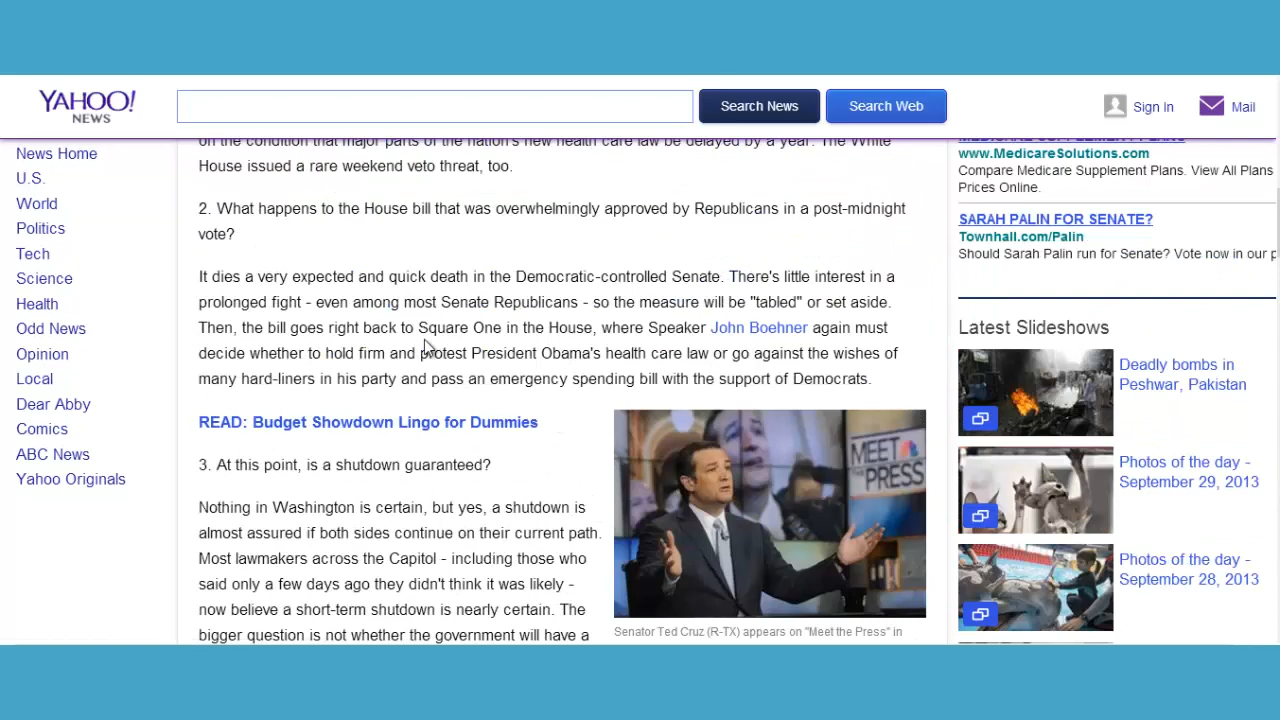 YAHOO!
NEWS
Search News
Search Web
Sign In
Mail
News Home
U.S.
World
Politics
Tech
Science
Health
Odd News
Opinion
Local
Dear Abby
Comics
ABC News
Yahoo Originals
on the condition that major parts of the nation's new health care law be delayed by a year. The White
House issued a rare weekend veto threat, too.
2. What happens to the House bill that was overwhelmingly approved by Republicans in a post-midnight
vote?
It dies a very expected and quick death in the Democratic-controlled Senate. There's little interest in a
prolonged fight - even among most Senate Republicans - so the measure will be "tabled" or set aside.
Then, the bill goes right back to Square One in the House, where Speaker John Boehner again must
decide whether to hold firm and protest President Obama's health care law or go against the wishes of
many hard-liners in his party and pass an emergency spending bill with the support of Democrats.
READ: Budget Showdown Lingo for Dummies
3. At this point, is a shutdown guaranteed?
Nothing in Washington is certain, but yes, a shutdown is
almost assured if both sides continue on their current path.
Most lawmakers across the Capitol - including those who
said only a few days ago they didn't think it was likely -
now believe a short-term shutdown is nearly certain. The
bigger question is not whether the government will have a
MEET
THE
PRESS
Senator Ted Cruz (R-TX) appears on "Meet the Press" in
MEDICARE SUPPLEMENT PLANS
www.MedicareSolutions.com
Compare Medicare Supplement Plans. View All Plans
Prices Online.
SARAH PALIN FOR SENATE?
Townhall.com/Palin
Should Sarah Palin run for Senate? Vote now in our p
Latest Slideshows
Deadly bombs in
Peshwar, Pakistan
Photos of the day -
September 29, 2013
Photos of the day -
September 28, 2013